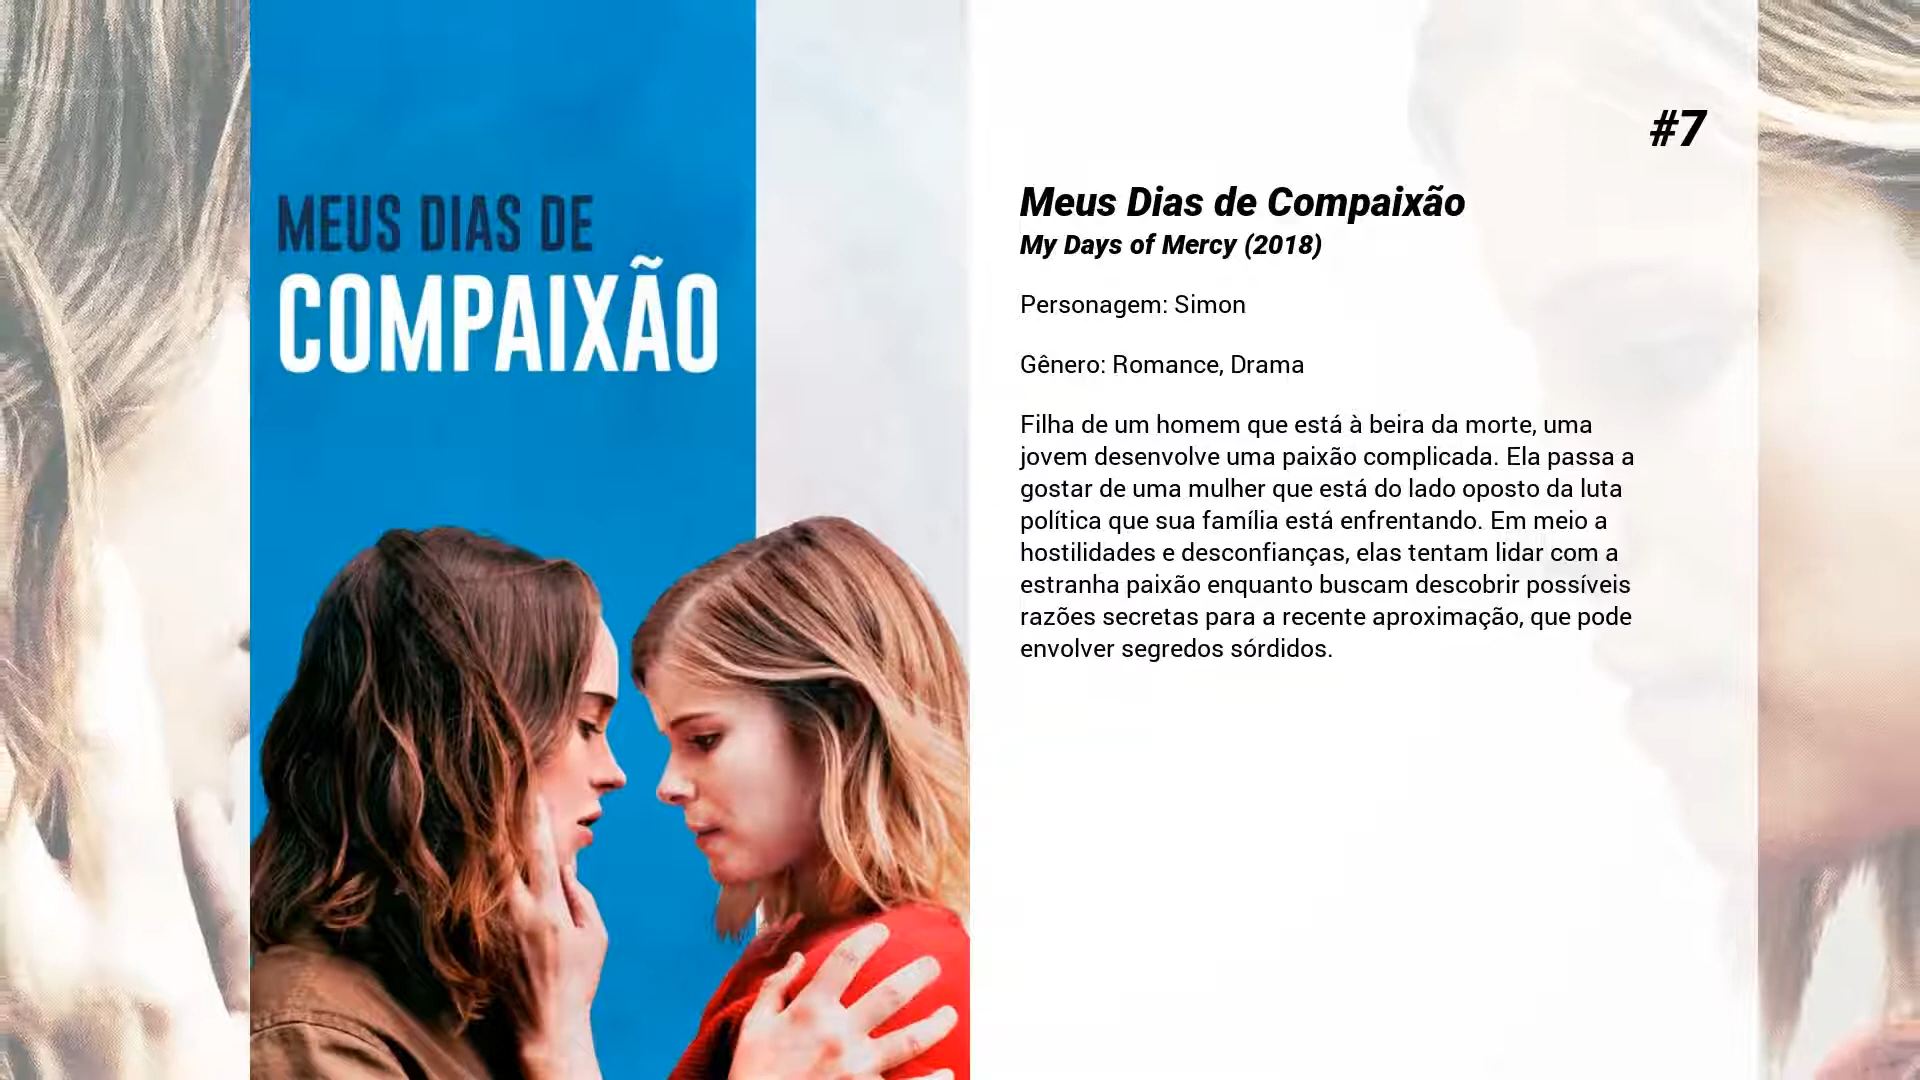 MEUS DIAS DE
COMPAIXÃO
#7
Meus Dias de Compaixão
My Days of Mercy (2018)
Personagem: Simon
Gênero: Romance, Drama
Filha de um homem que está à beira da morte, uma
jovem desenvolve uma paixão complicada. Ela passa a
gostar de uma mulher que está do lado oposto da luta
política que sua família está enfrentando. Em meio a
hostilidades e desconfianças, elas tentam lidar com a
estranha paixão enquanto buscam descobrir possíveis
razões secretas para a recente aproximação, que pode
envolver segredos sórdidos.